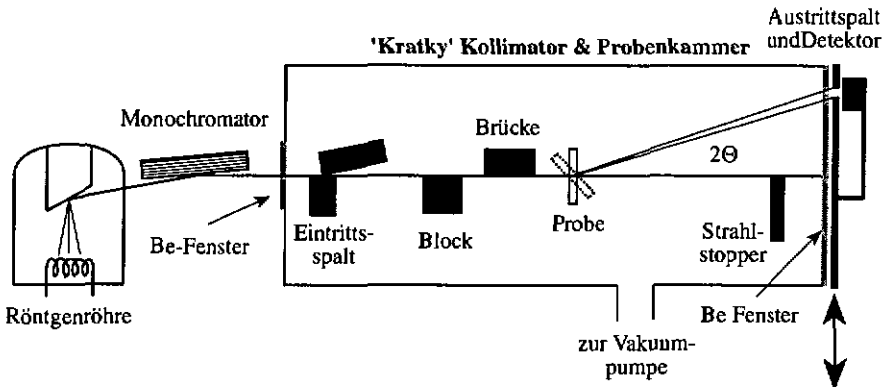 Austrittspalt
undDetektor
'Kratky' Kollimator & Probenkammer
Monochromator
Brücke
2Θ
Be-Fenster
Eintritts-
spalt
Block
Probe
Strahl-
stopper
Röntgenröhre
Be Fenster
zur Vakuum-
pumpe